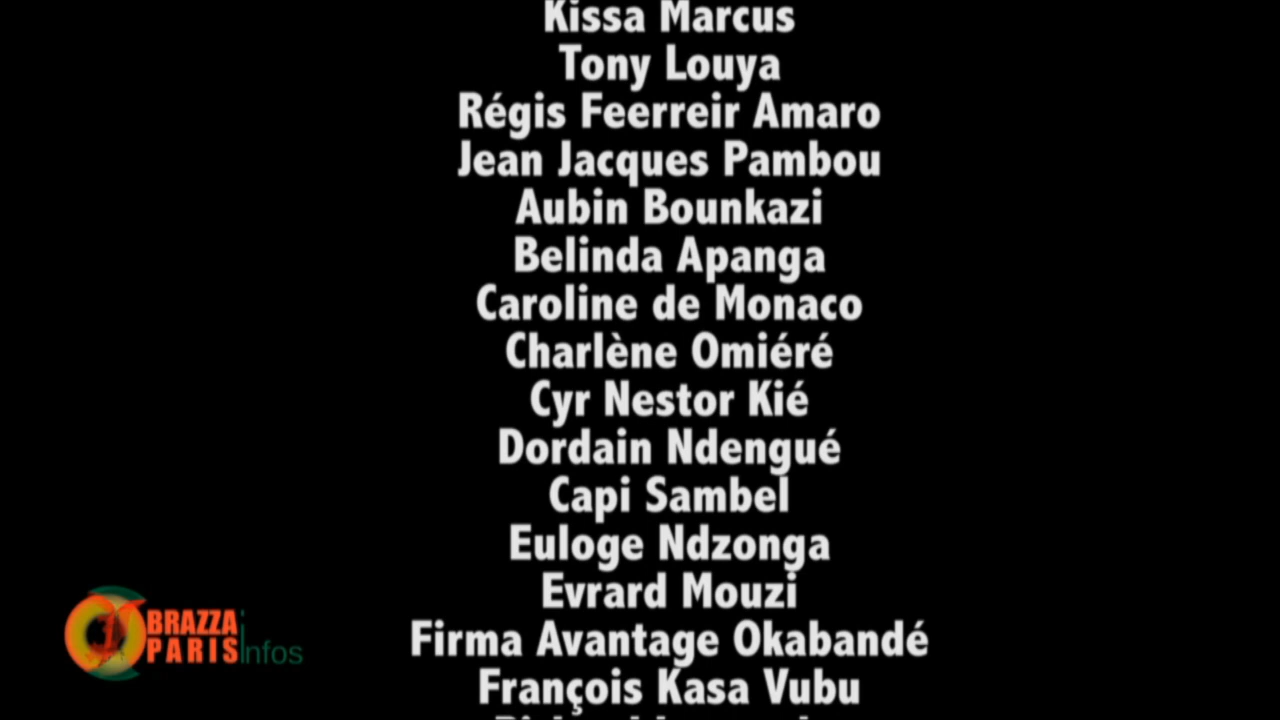 Kissa Marcus
Tony Louya
Régis Feerreir Amaro
Jean Jacques Pambou
Aubin Bounkazi
Belinda Apanga
Caroline de Monaco
Charlène Omiéré
Cyr Nestor Kié
Dordain Ndengué
Capi Sambel
Euloge Ndzonga
Evrard Mouzi
Firma Avantage Okabandé
François Kasa Vubu
BRAZZA
PARIS Infos